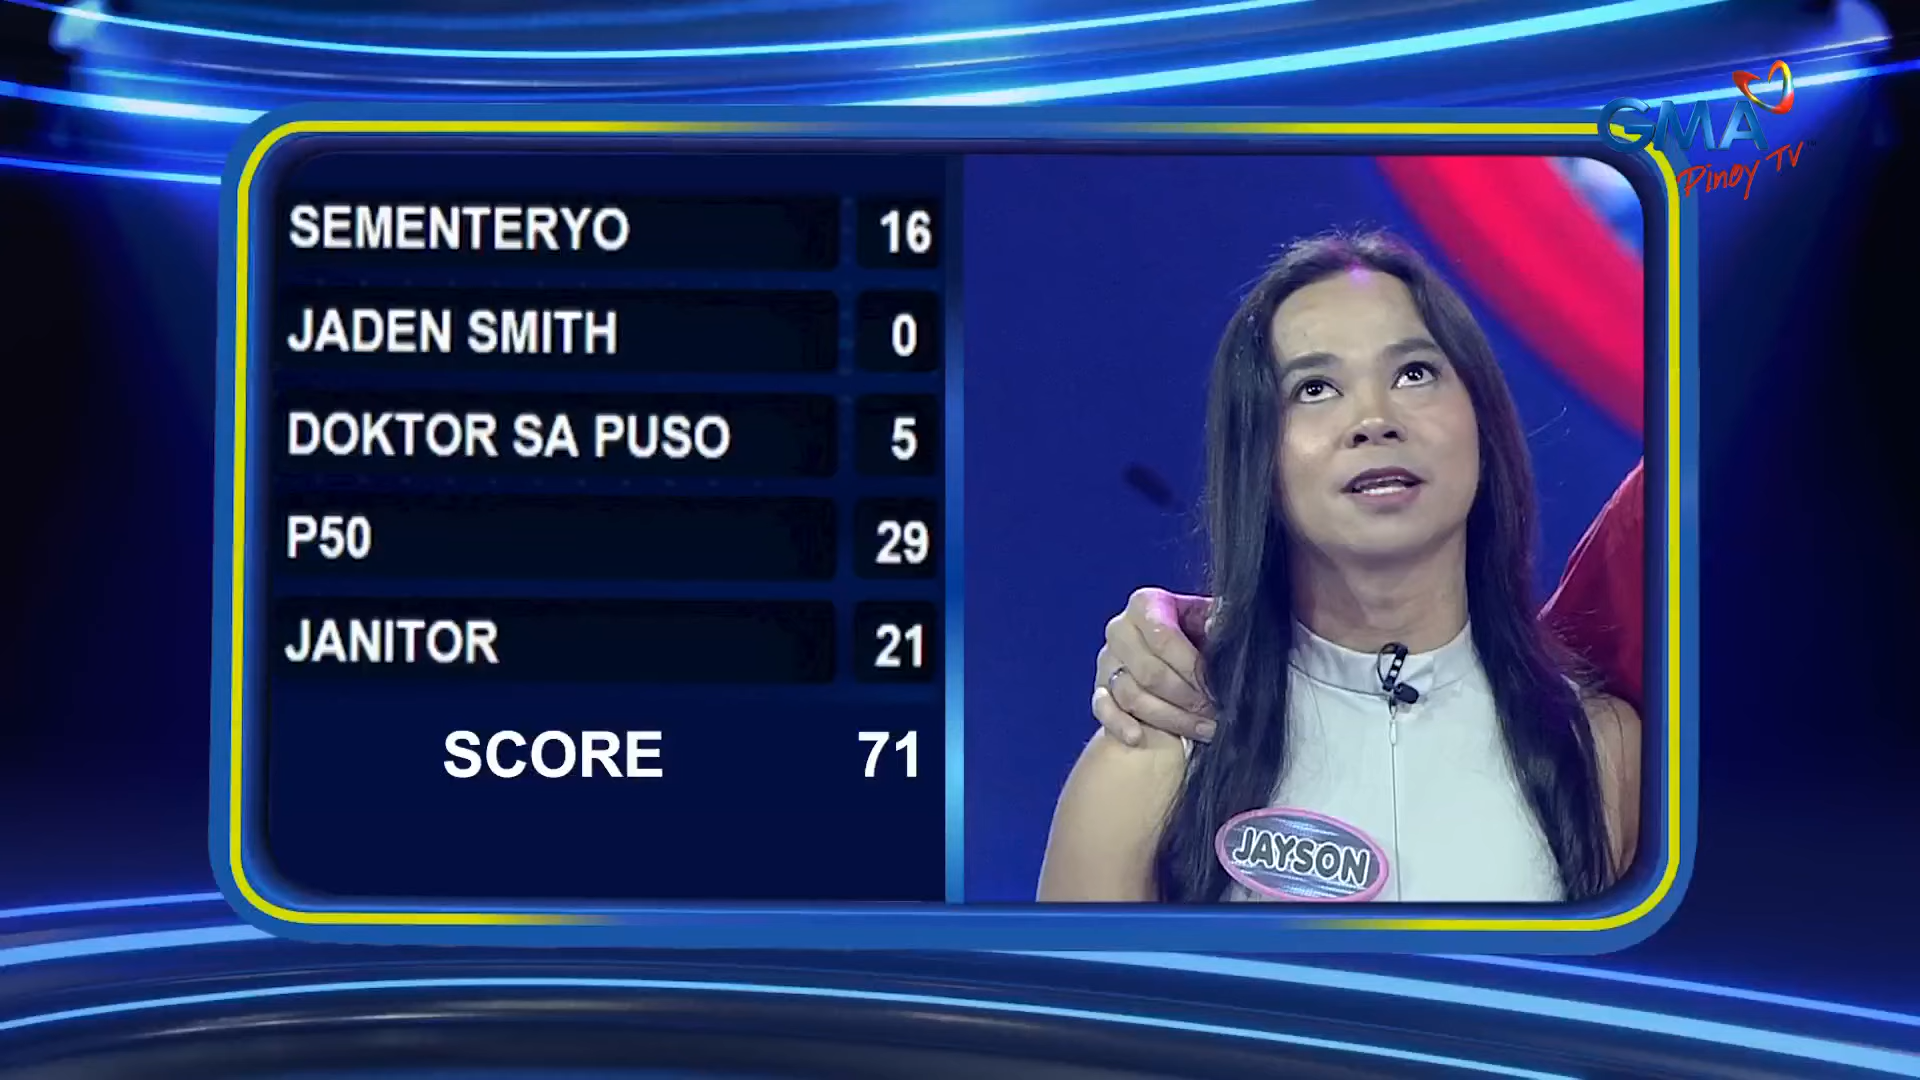 GMA
Pinoy TV
SEMENTERYO 16
JADEN SMITH 0
DOKTOR SA PUSO 5
P50 29
JANITOR 21
SCORE 71
JAYSON